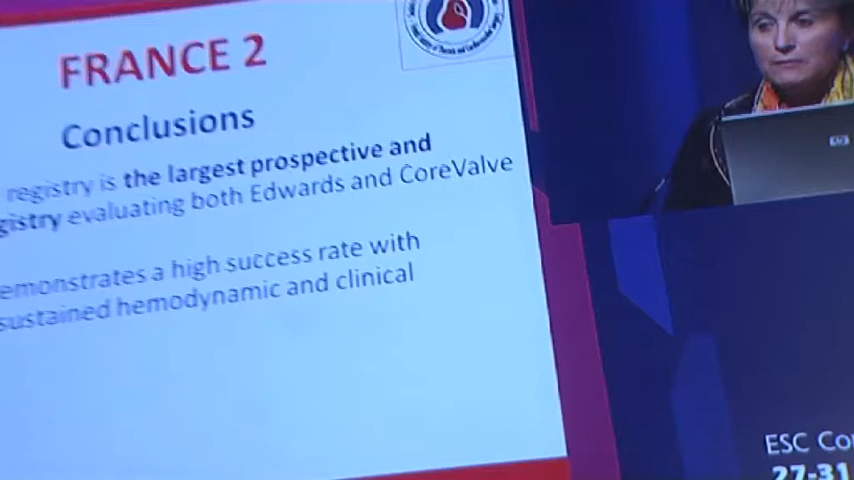 FRANCE 2
Conclusions
registry is the largest prospective and
gistry evaluating both Edwards and CoreValve
emonstrates a high success rate with
sustained hemodynamic and clinical
hp
ESC Co
27-31